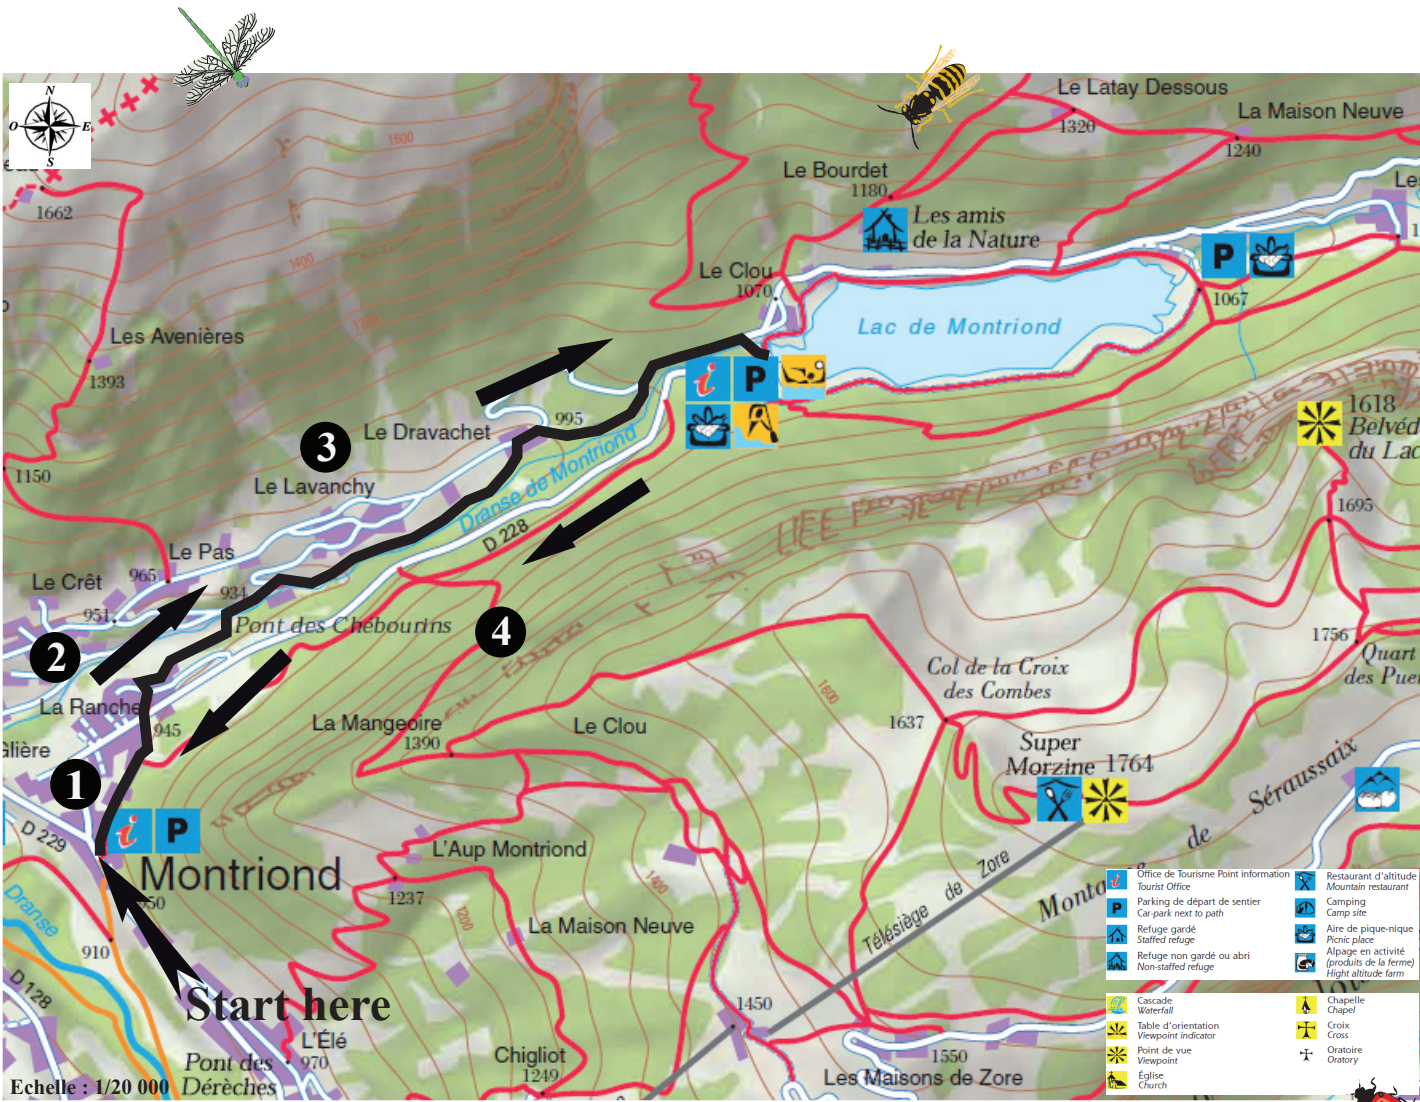 N
O
E
S
1600
1662
1400
1200
Le Latay Dessous
1320
La Maison Neuve
1240
Le Bourdet
1180
Les amis
de la Nature
Le Clou
1070
P
1067
Lac de Montriond
Les Avenières
1393
i P
995
Le Dravachet
3
Le Lavanchy
1150
Dranse de Montriond
D 228
1618
Belvéd
du Lac
1695
Le Pas
965
Le Crêt
951
934
Pont des Chebourins
2
4
1756
Quart
des Puer
Col de la Croix
des Combes
1637
1600
La Ranche
945
La Mangeoire
1390
Le Clou
Glière
1
Super
Morzine 1764
Séraussaix
i P
D 229
Montriond
L'Aup Montriond
1237
1400
1200
La Maison Neuve
Télésiège de Zore
de
Dranse
910
D 128
Start here
L'Élé
970
Pont des
Dérèches
Echelle : 1/20 000
Chigliot
1249
1450
1550
Les Maisons de Zore
i
Office de Tourisme Point information
Tourist Office
P
Parking de départ de sentier
Car-park next to path
Refuge gardé
Staffed refuge
Refuge non gardé ou abri
Non-staffed refuge
Restaurant d'altitude
Mountain restaurant
Camping
Camp site
Aire de pique-nique
Picnic place
Alpage en activité
(produits de la ferme)
Hight altitude farm
Cascade
Waterfall
Table d'orientation
Viewpoint indicator
Point de vue
Viewpoint
Église
Church
Chapelle
Chapel
Croix
Cross
Oratoire
Oratory